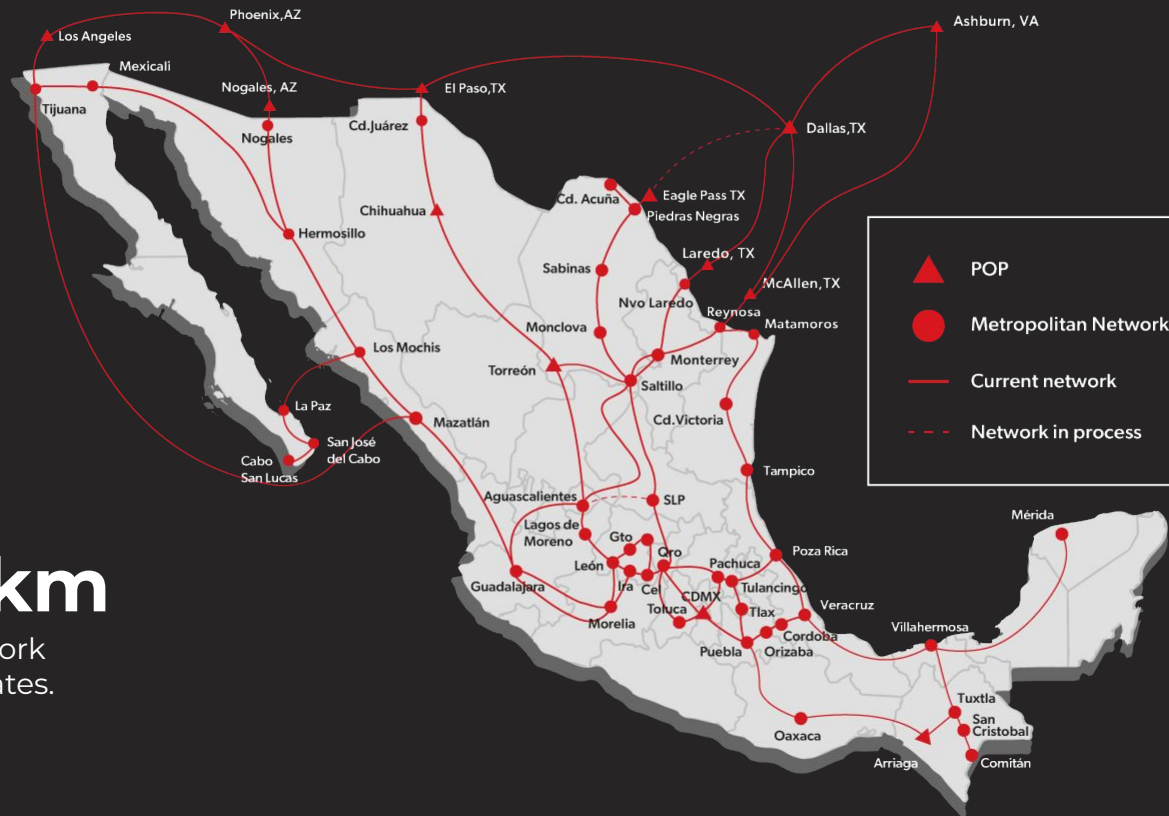 Phoenix,AZ
Ashburn, VA
Los Angeles
Mexicali
Nogales, AZ
El Paso,TX
Tijuana
Cd.Juárez
Dallas,TX
Nogales
Eagle Pass TX
Cd. Acuña
Piedras Negras
Chihuahua
Hermosillo
Laredo, TX
Sabinas
McAllen,TX
Nvo Laredo
Reynosa
Matamoros
Monclova
Los Mochis
Monterrey
Torreón
Saltillo
La Paz
Cd.Victoria
Mazatlán
San José
del Cabo
Cabo
San Lucas
Tampico
Aguascalientes
SLP
Lagos de
Moreno
Gto
Qro
Poza Rica
León
Pachuca
Ira
Cel
Tulancingo
Guadalajara
CDMX
Toluca
Tlax
Veracruz
Morelia
Cordoba
Puebla
Orizaba
Mérida
Villahermosa
Tuxtla
San
Cristobal
Oaxaca
Arriaga
Comitán
POP
Metropolitan Network
Current network
Network in process
km
ork
ates.